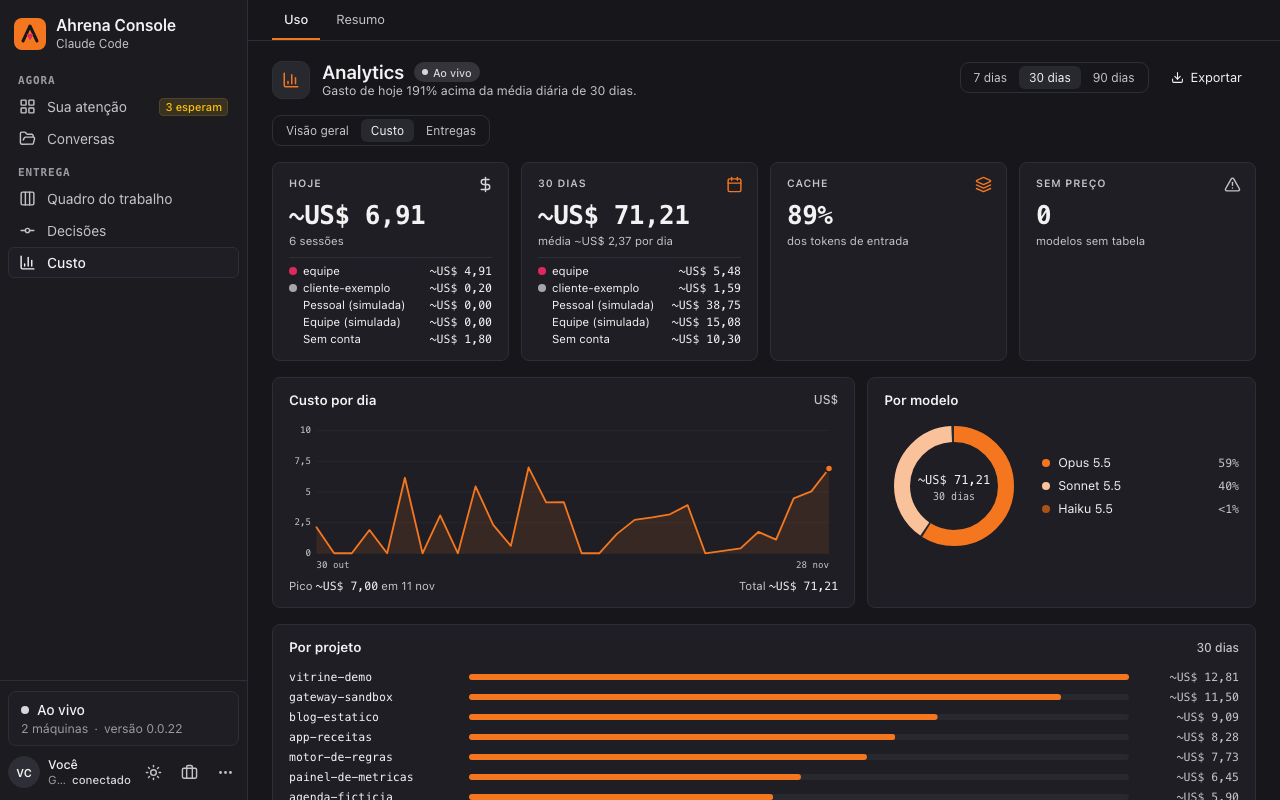 Ahrena Console
Claude Code
AGORA
Sua atenção
3 esperam
Conversas
ENTREGA
Quadro do trabalho
Decisões
Custo
Ao vivo
2 máquinas · versão 0.0.22
VC
Você
G... conectado
Uso
Resumo
Analytics
Ao vivo
Gasto de hoje 191% acima da média diária de 30 dias.
7 dias
30 dias
90 dias
Exportar
Visão geral
Custo
Entregas
HOJE
~US$ 6,91
6 sessões
equipe ~US$ 4,91
cliente-exemplo ~US$ 0,20
Pessoal (simulada) ~US$ 0,00
Equipe (simulada) ~US$ 0,00
Sem conta ~US$ 1,80
30 DIAS
~US$ 71,21
média ~US$ 2,37 por dia
equipe ~US$ 5,48
cliente-exemplo ~US$ 1,59
Pessoal (simulada) ~US$ 38,75
Equipe (simulada) ~US$ 15,08
Sem conta ~US$ 10,30
CACHE
89%
dos tokens de entrada
SEM PREÇO
0
modelos sem tabela
Custo por dia
US$
10
7,5
5
2,5
0
30 out
28 nov
Pico ~US$ 7,00 em 11 nov
Total ~US$ 71,21
Por modelo
~US$ 71,21
30 dias
Opus 5.5 59%
Sonnet 5.5 40%
Haiku 5.5 <1%
Por projeto
30 dias
vitrine-demo ~US$ 12,81
gateway-sandbox ~US$ 11,50
blog-estatico ~US$ 9,09
app-receitas ~US$ 8,28
motor-de-regras ~US$ 7,73
painel-de-metricas ~US$ 6,45
agenda-ficticia ~US$ 5,90